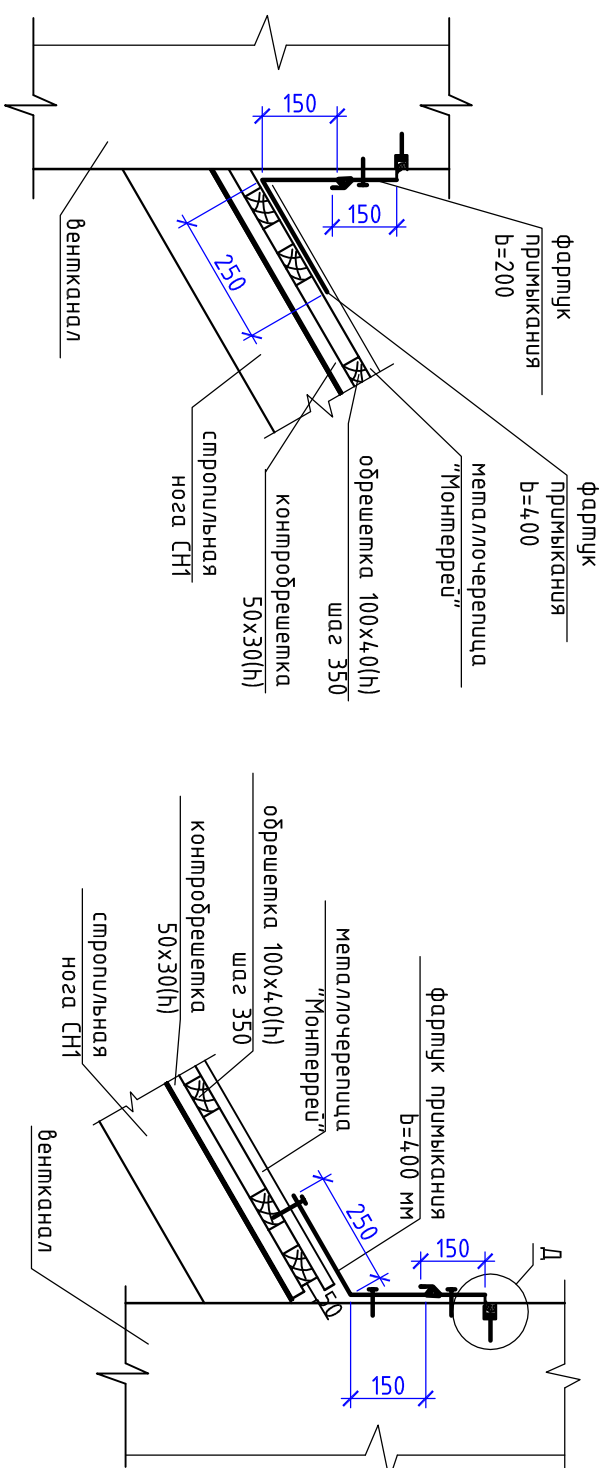 150
150
250
фартук
примыкания
b=200
фартук
примыкания
b=400
металлочерепица
"Монтеррей"
обрешетка 100х40(h)
шаг 350
контробрешетка
50х30(h)
стропильная
нога СН1
вентканал
Д
150
150
250
50
фартук примыкания
b=400 мм
металлочерепица
"Монтеррей"
обрешетка 100х40(h)
шаг 350
контробрешетка
50х30(h)
стропильная
нога СН1
вентканал